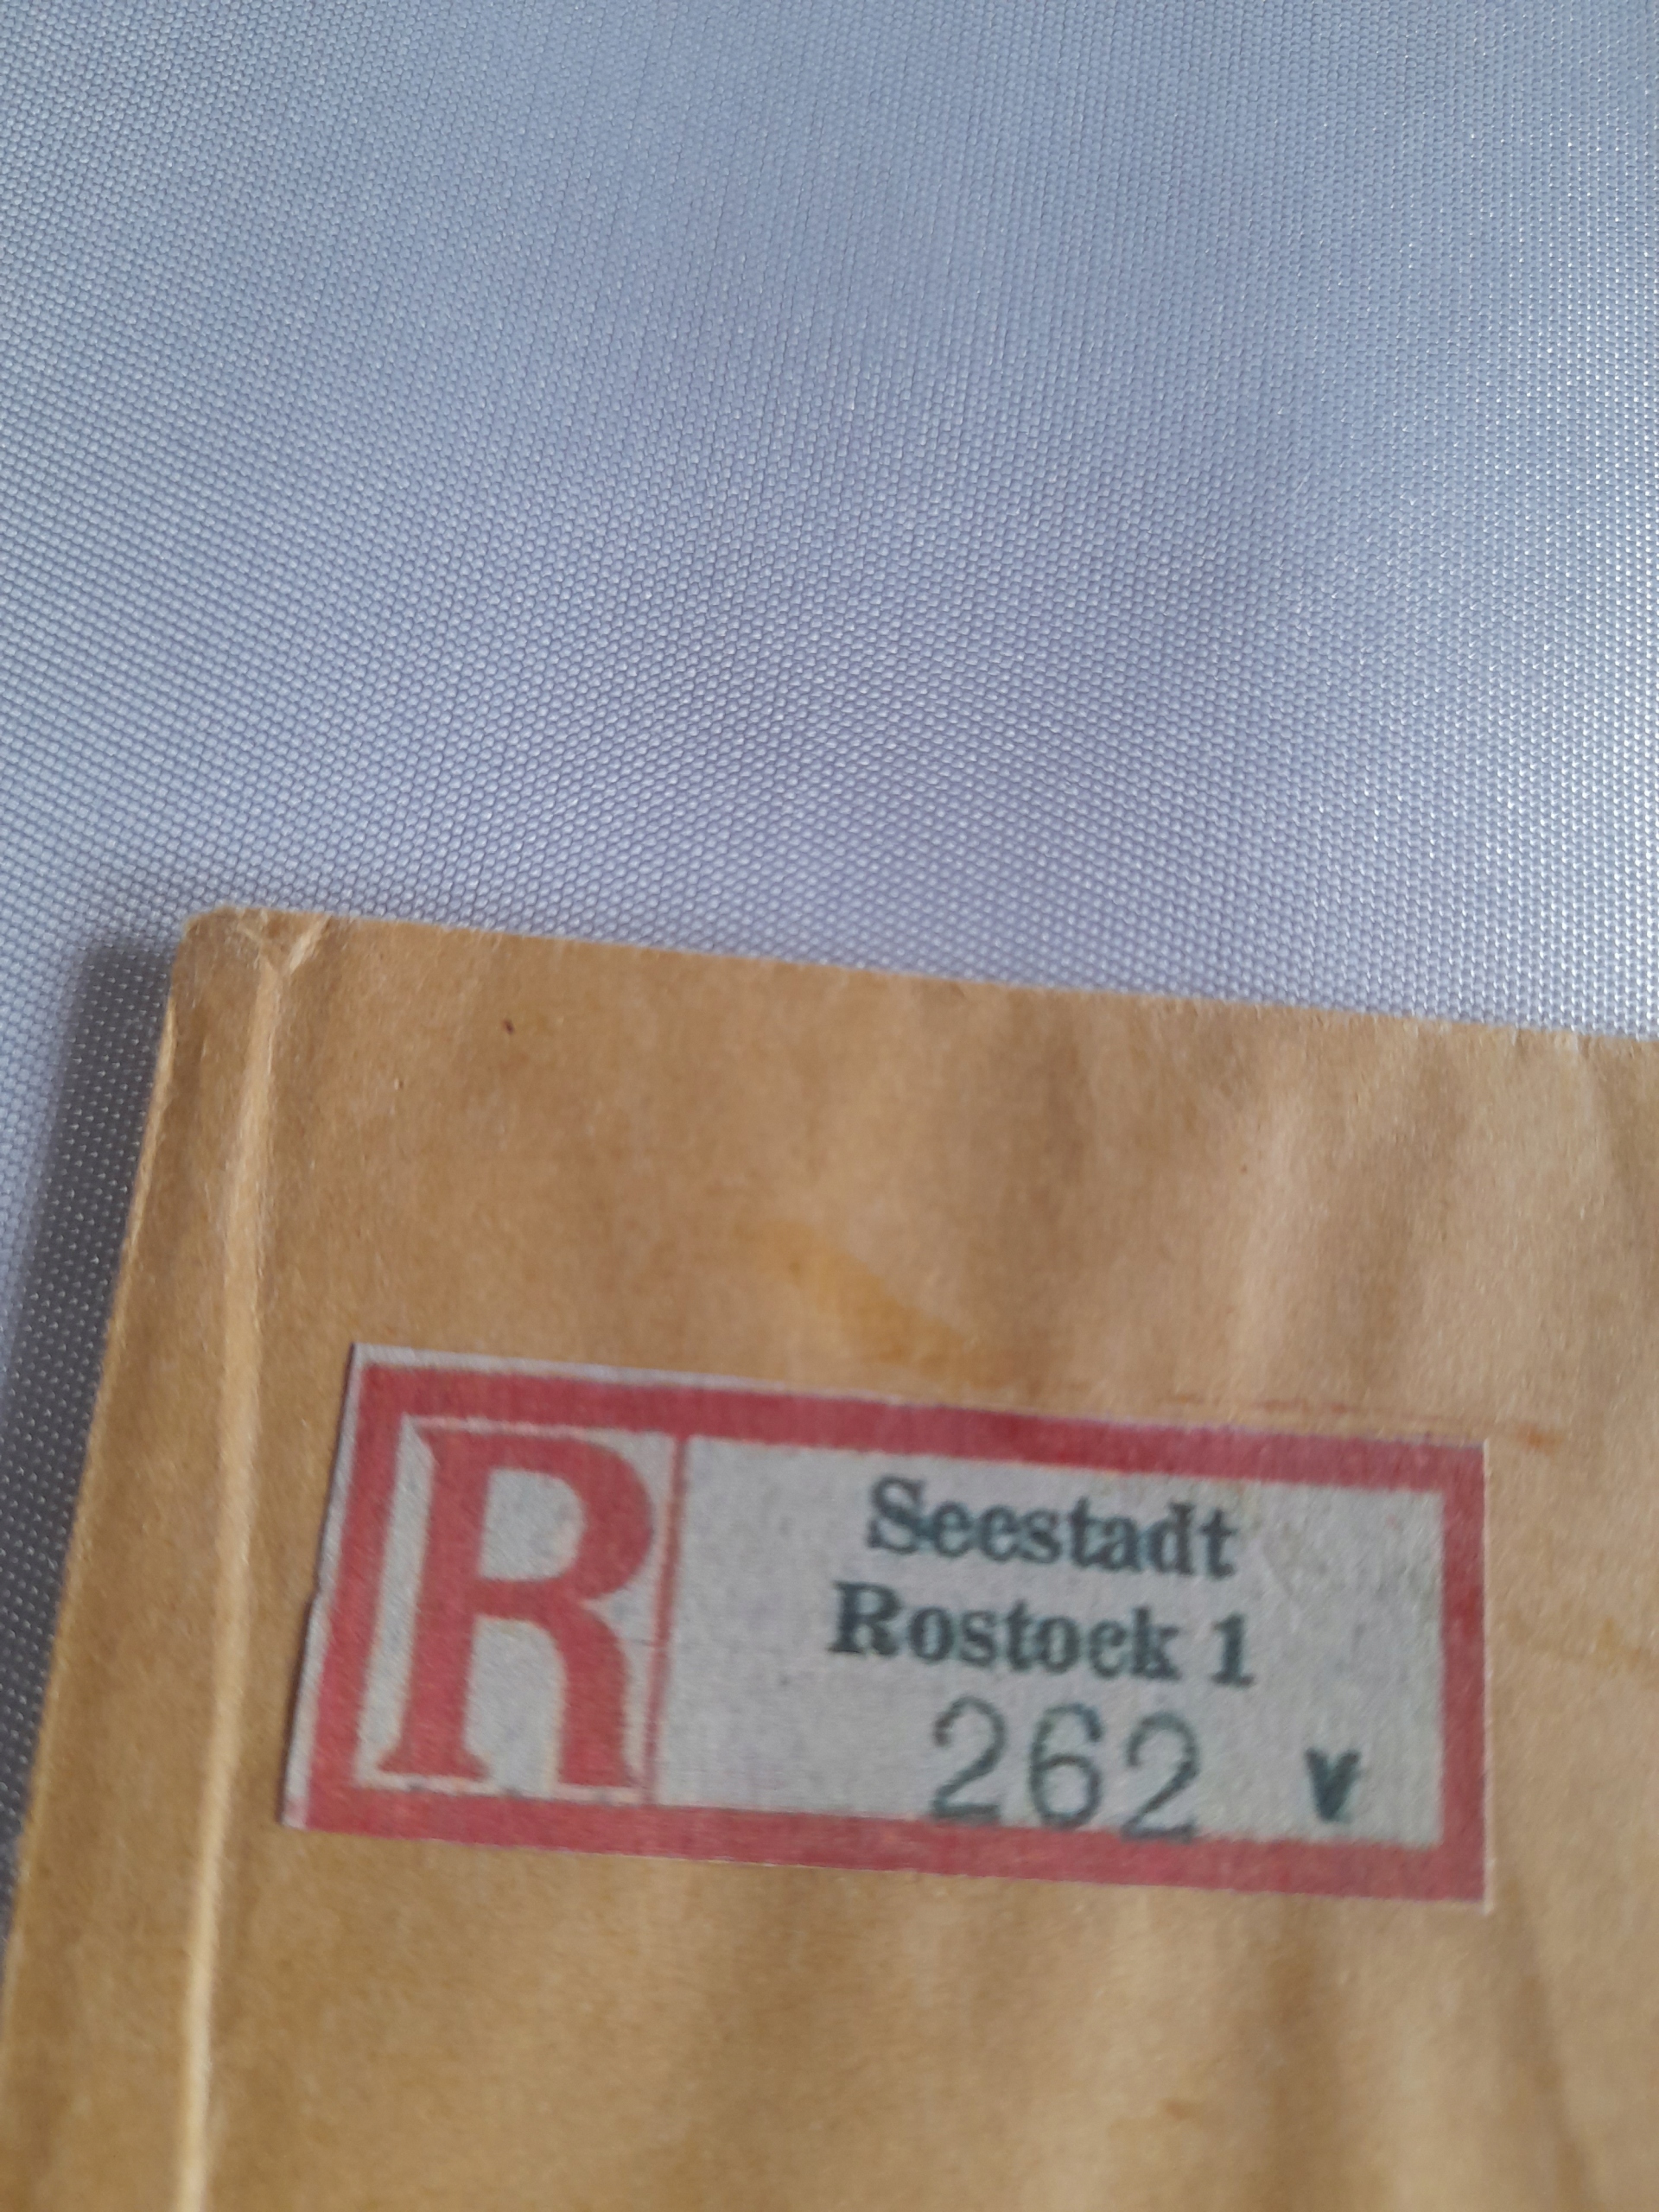 R
Seestadt
Rostock 1
262 v